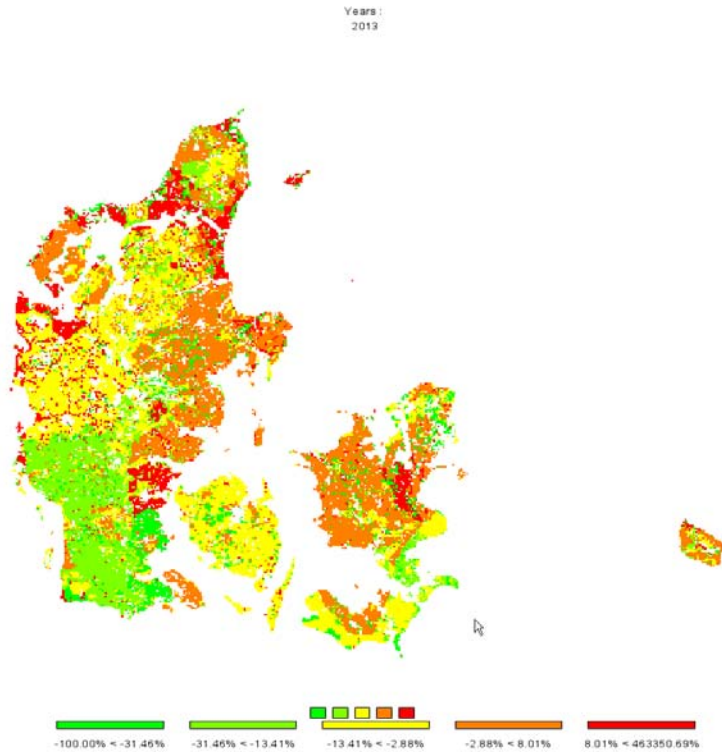 Years :
2013
-100.00% < -31.46%
-31.46% < -13.41%
-13.41% < -2.88%
-2.88% < 8.01%
8.01% < 463350.69%